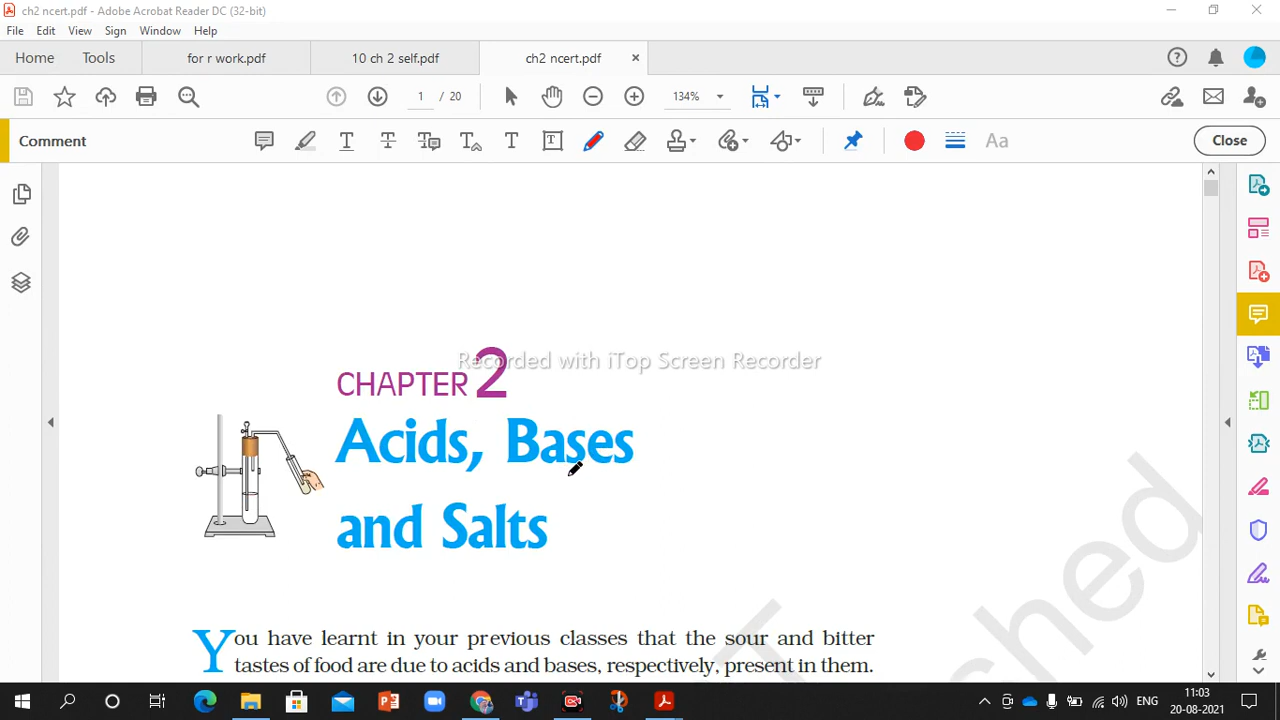 ch2 ncert.pdf - Adobe Acrobat Reader DC (32-bit)
File Edit View Sign Window Help
Home Tools for r work.pdf 10 ch 2 self.pdf ch2 ncert.pdf ×
1 / 20 134%
Comment T T T T T T Aa Close
Recorded with iTop Screen Recorder
CHAPTER 2
Acids, Bases
and Salts
You have learnt in your previous classes that the sour and bitter
tastes of food are due to acids and bases, respectively, present in them.
shed
ENG 11:03
20-08-2021